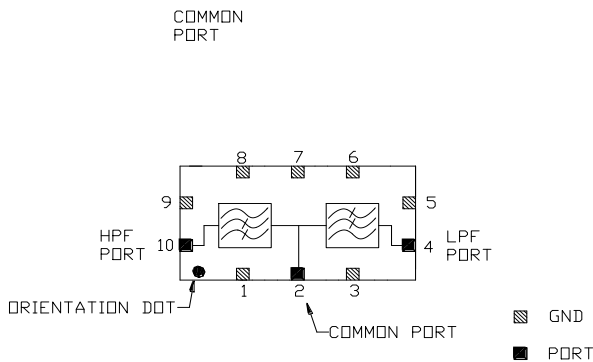 COMMON
PORT
8 7 6
9 5
HPF
PORT
10
4
LPF
PORT
1 2 3
ORIENTATION DOT
COMMON PORT
GND
PORT